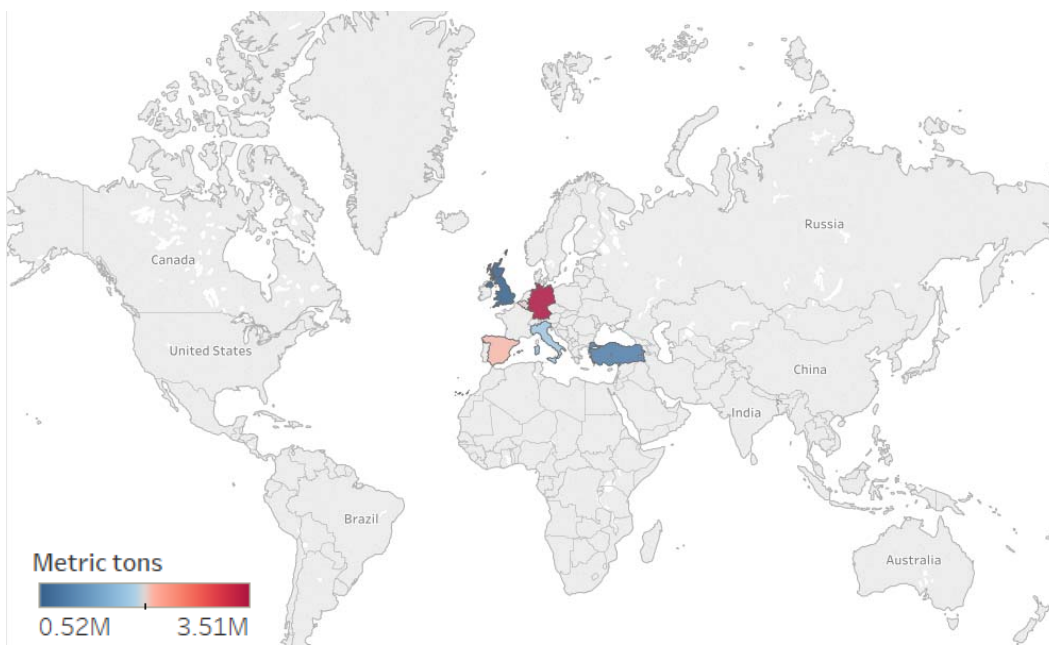 Russia
Canada
United States
China
India
Brazil
Australia
Metric tons
0.52M 3.51M